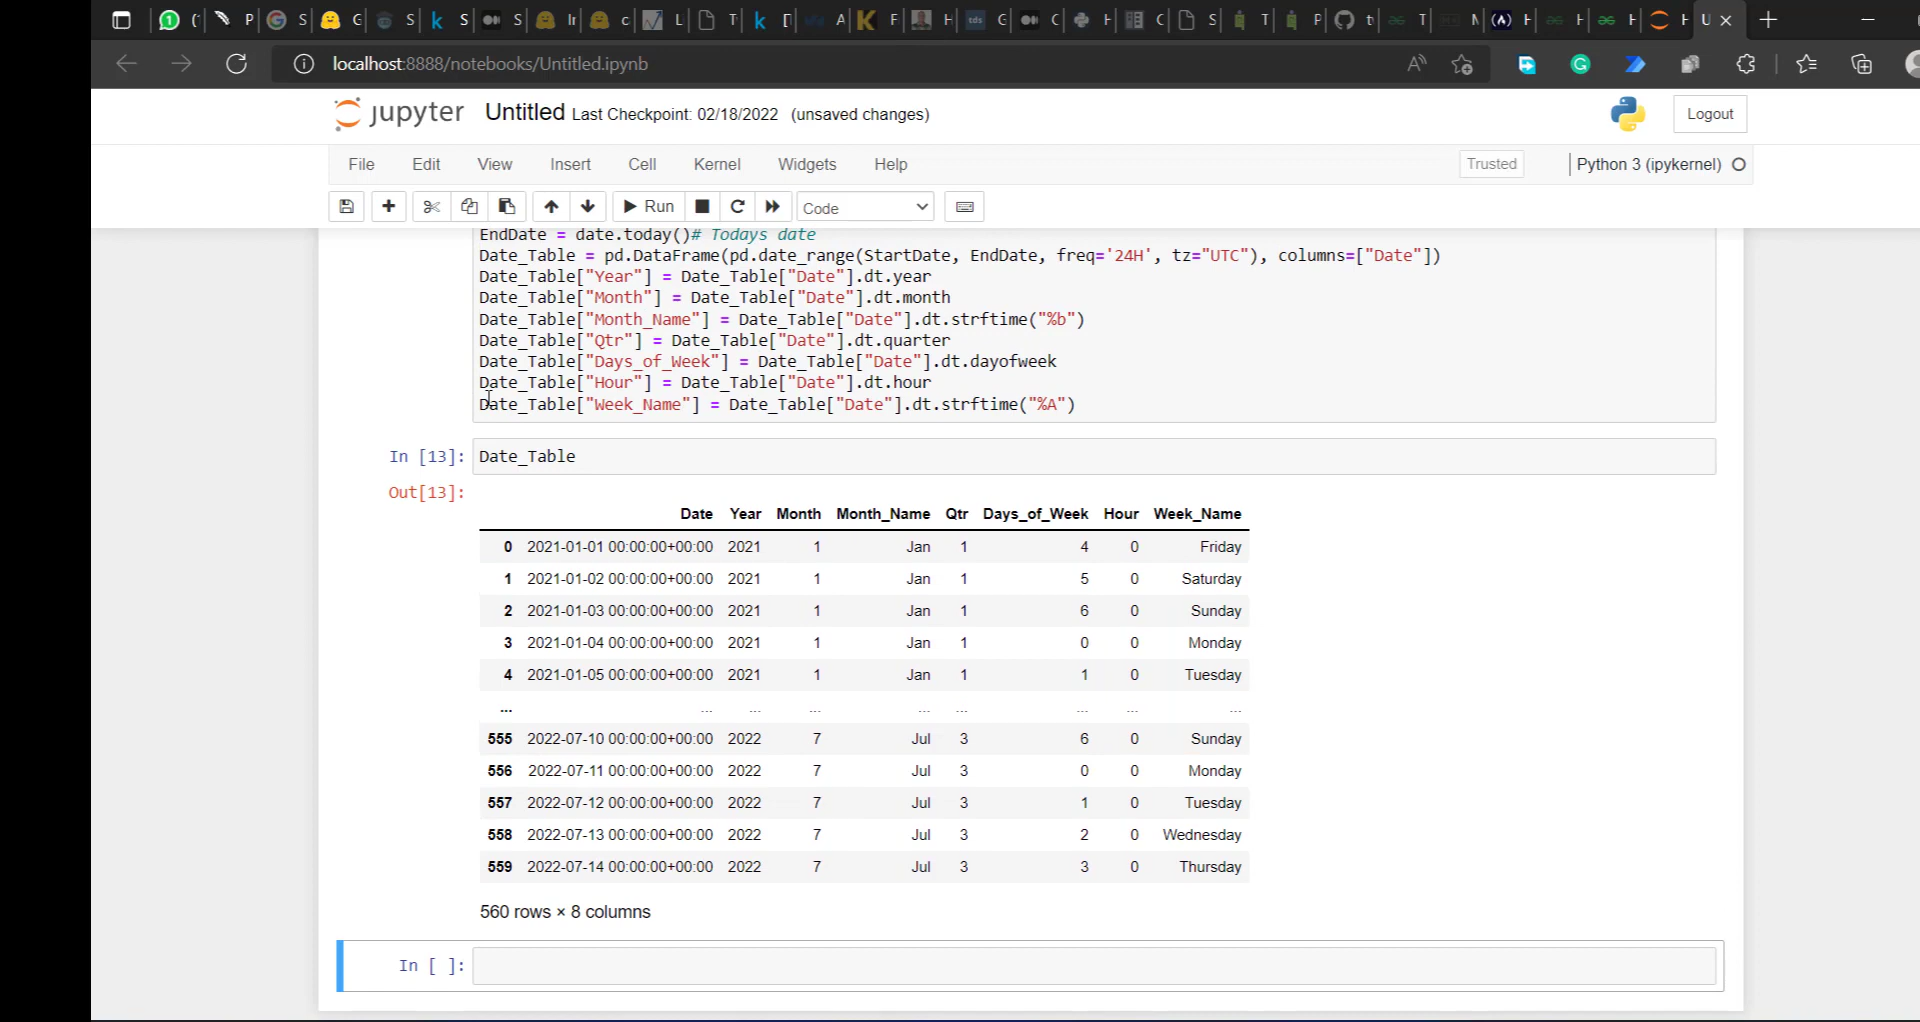 ( P S G S S S Ir c L T [ A F H G C H C S T P t T N H H H H U
localhost:8888/notebooks/Untitled.ipynb
jupyter Untitled Last Checkpoint: 02/18/2022 (unsaved changes) Logout
File Edit View Insert Cell Kernel Widgets Help Trusted Python 3 (ipykernel)
Run Code
EndDate = date.today()# Todays date
Date_Table = pd.DataFrame(pd.date_range(StartDate, EndDate, freq='24H', tz="UTC"), columns=["Date"])
Date_Table["Year"] = Date_Table["Date"].dt.year
Date_Table["Month"] = Date_Table["Date"].dt.month
Date_Table["Month_Name"] = Date_Table["Date"].dt.strftime("%b")
Date_Table["Qtr"] = Date_Table["Date"].dt.quarter
Date_Table["Days_of_Week"] = Date_Table["Date"].dt.dayofweek
Date_Table["Hour"] = Date_Table["Date"].dt.hour
Date_Table["Week_Name"] = Date_Table["Date"].dt.strftime("%A")
In [13]: Date_Table
Out[13]:
Date Year Month Month_Name Qtr Days_of_Week Hour Week_Name
0 2021-01-01 00:00:00+00:00 2021 1 Jan 1 4 0 Friday
1 2021-01-02 00:00:00+00:00 2021 1 Jan 1 5 0 Saturday
2 2021-01-03 00:00:00+00:00 2021 1 Jan 1 6 0 Sunday
3 2021-01-04 00:00:00+00:00 2021 1 Jan 1 0 0 Monday
4 2021-01-05 00:00:00+00:00 2021 1 Jan 1 1 0 Tuesday
... ... ... ... ... ... ... ... ...
555 2022-07-10 00:00:00+00:00 2022 7 Jul 3 6 0 Sunday
556 2022-07-11 00:00:00+00:00 2022 7 Jul 3 0 0 Monday
557 2022-07-12 00:00:00+00:00 2022 7 Jul 3 1 0 Tuesday
558 2022-07-13 00:00:00+00:00 2022 7 Jul 3 2 0 Wednesday
559 2022-07-14 00:00:00+00:00 2022 7 Jul 3 3 0 Thursday
560 rows × 8 columns
In [ ]: